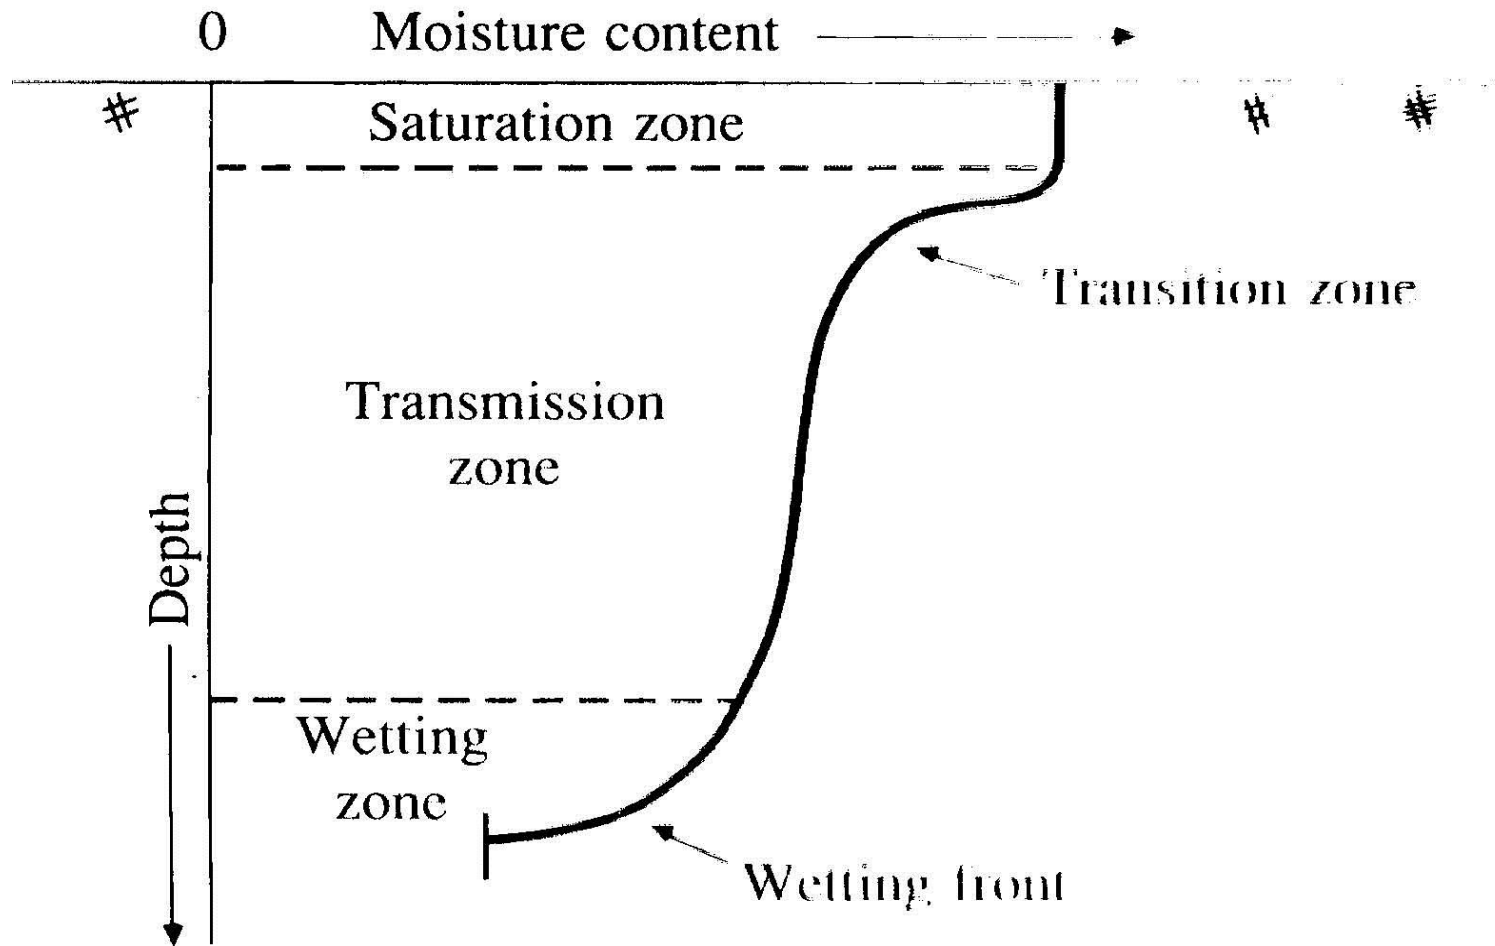 0 Moisture content
Saturation zone
Transition zone
Transmission
zone
Depth
Wetting
zone
Wetting front